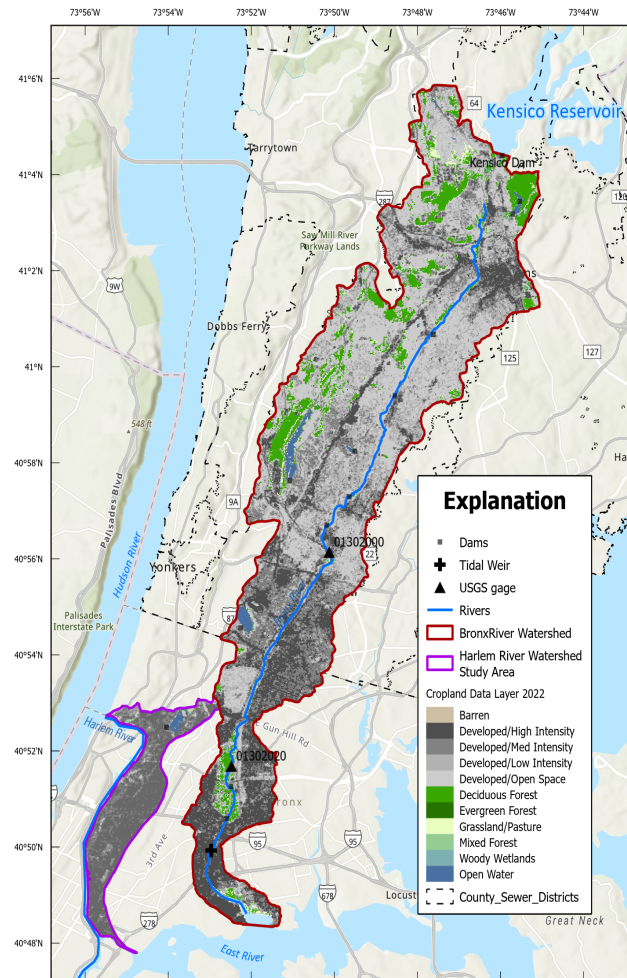 73°56'W
73°54'W
73°52'W
73°50'W
73°48'W
73°46'W
73°44'W
41°6'N
41°4'N
41°2'N
41°N
40°58'N
40°56'N
40°54'N
40°52'N
40°50'N
40°48'N
64
Kensico Reservoir
Tarrytown
Kensico Dam
287
120
Saw Mill River
Parkway Lands
9W
ns
Dobbs Ferry
125
127
548 ft
Palisades Blvd
Ha
9A
Hudson River
01302000
22
Yonkers
87
Palisades
Interstate Park
Harlem River
E Gun Hill Rd
01302020
ronx
3rd Ave
95
95
678
Locust
278
Great Neck
East River
Explanation
Dams
Tidal Weir
USGS gage
Rivers
BronxRiver Watershed
Harlem River Watershed
Study Area
Cropland Data Layer 2022
Barren
Developed/High Intensity
Developed/Med Intensity
Developed/Low Intensity
Developed/Open Space
Deciduous Forest
Evergreen Forest
Grassland/Pasture
Mixed Forest
Woody Wetlands
Open Water
County_Sewer_Districts